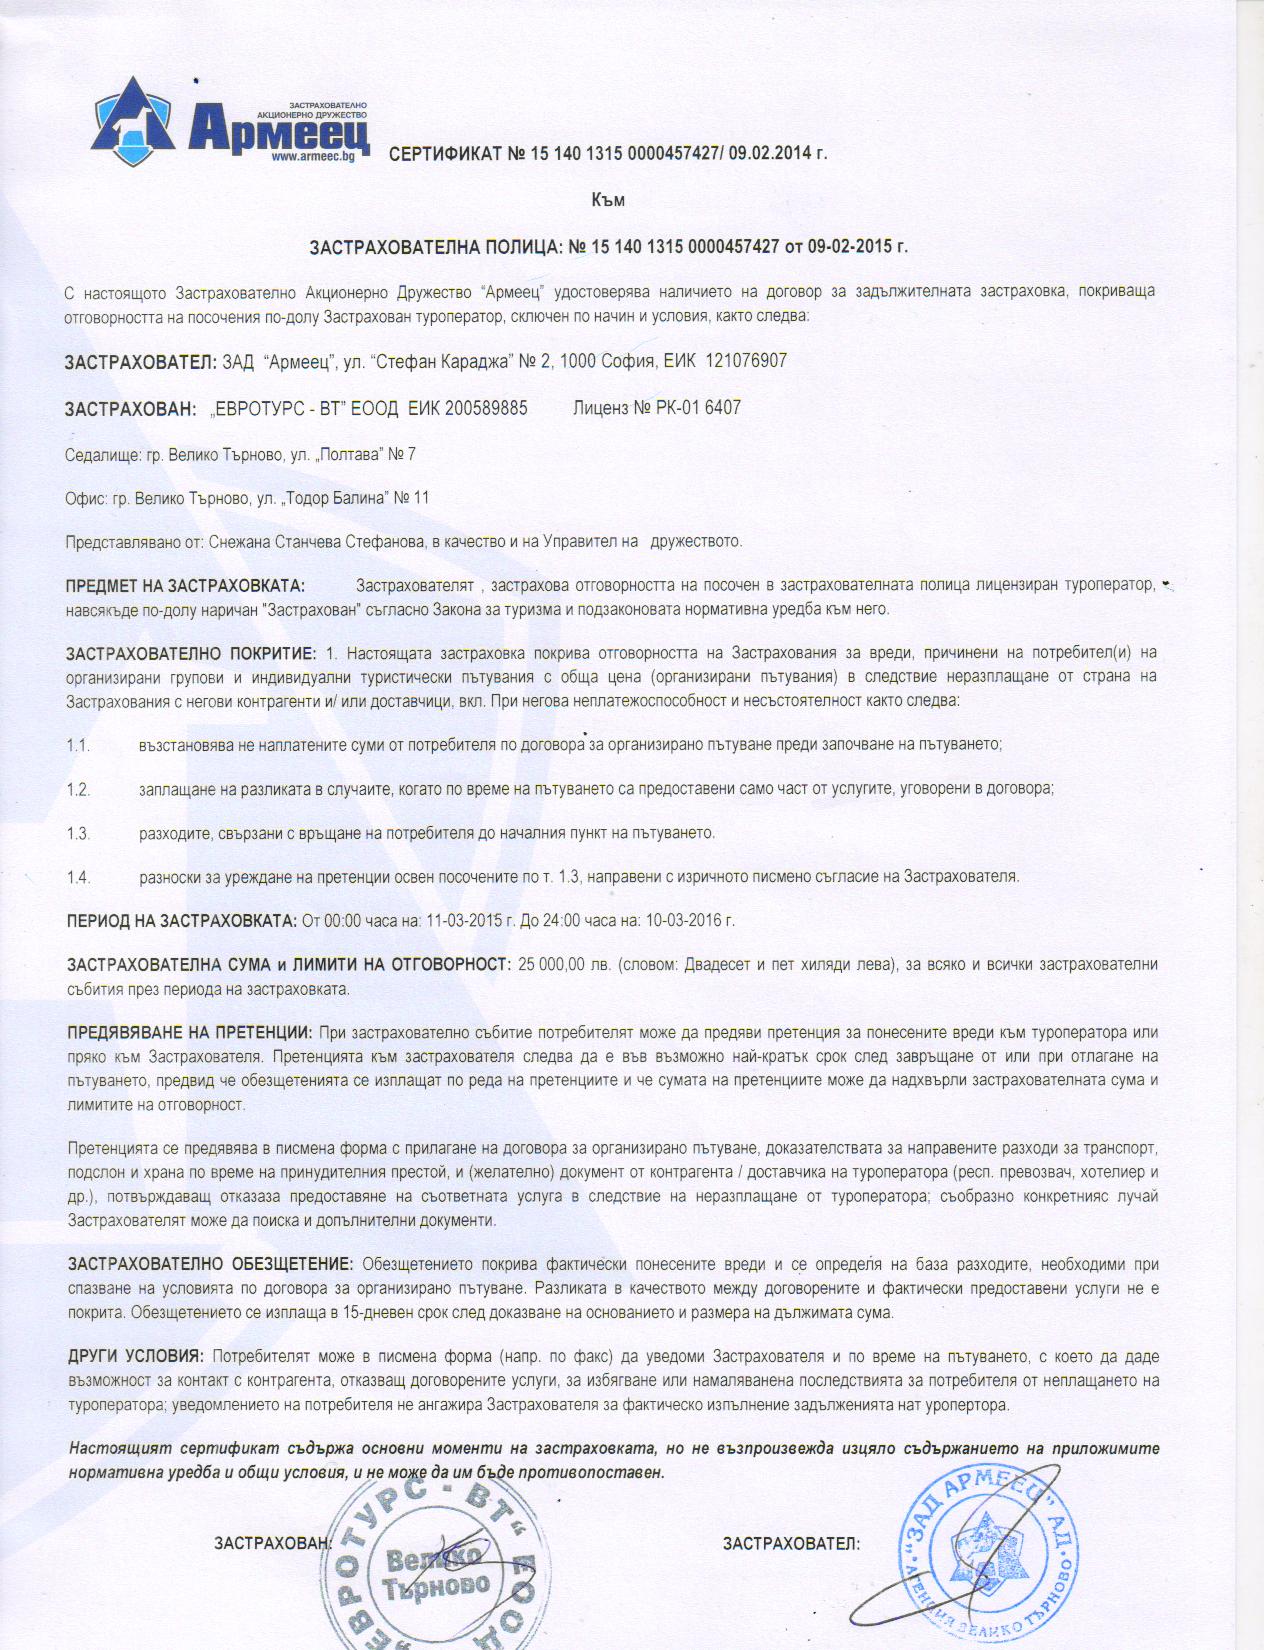 ЗАСТРАХОВАТЕЛНО
АКЦИОНЕРНО ДРУЖЕСТВО
Армеец
www.armeec.bg
СЕРТИФИКАТ № 15 140 1315 0000457427/ 09.02.2014 г.
Към
ЗАСТРАХОВАТЕЛНА ПОЛИЦА: № 15 140 1315 0000457427 от 09-02-2015 г.
С настоящото Застрахователно Акционерно Дружество “Армеец” удостоверява наличието на договор за задължителната застраховка, покриваща
отговорността на посочения по-долу Застрахован туроператор, сключен по начин и условия, както следва:
ЗАСТРАХОВАТЕЛ: ЗАД “Армеец”, ул. “Стефан Караджа” № 2, 1000 София, ЕИК 121076907
ЗАСТРАХОВАН: „ЕВРОТУРС - ВТ” ЕООД ЕИК 200589885 Лиценз № РК-01 6407
Седалище: гр. Велико Търново, ул. „Полтава” № 7
Офис: гр. Велико Търново, ул. „Тодор Балина” № 11
Представлявано от: Снежана Станчева Стефанова, в качество и на Управител на дружеството.
ПРЕДМЕТ НА ЗАСТРАХОВКАТА: Застрахователят , застрахова отговорността на посочен в застрахователната полица лицензиран туроператор,
навсякъде по-долу наричан "Застрахован" съгласно Закона за туризма и подзаконовата нормативна уредба към него.
ЗАСТРАХОВАТЕЛНО ПОКРИТИЕ: 1. Настоящата застраховка покрива отговорността на Застрахования за вреди, причинени на потребител(и) на
организирани групови и индивидуални туристически пътувания с обща цена (организирани пътувания) в следствие неразплащане от страна на
Застрахования с негови контрагенти и/ или доставчици, вкл. При негова неплатежоспособност и несъстоятелност както следва:
1.1. възстановява не наплатените суми от потребителя по договора за организирано пътуване преди започване на пътуването;
1.2. заплащане на разликата в случаите, когато по време на пътуването са предоставени само част от услугите, уговорени в договора;
1.3. разходите, свързани с връщане на потребителя до началния пункт на пътуването.
1.4. разноски за уреждане на претенции освен посочените по т. 1.3, направени с изричното писмено съгласие на Застрахователя.
ПЕРИОД НА ЗАСТРАХОВКАТА: От 00:00 часа на: 11-03-2015 г. До 24:00 часа на: 10-03-2016 г.
ЗАСТРАХОВАТЕЛНА СУМА и ЛИМИТИ НА ОТГОВОРНОСТ: 25 000,00 лв. (словом: Двадесет и пет хиляди лева), за всяко и всички застрахователни
събития през периода на застраховката.
ПРЕДЯВЯВАНЕ НА ПРЕТЕНЦИИ: При застрахователно събитие потребителят може да предяви претенция за понесените вреди към туроператора или
пряко към Застрахователя. Претенцията към застрахователя следва да е във възможно най-кратък срок след завръщане от или при отлагане на
пътуването, предвид че обезщетенията се изплащат по реда на претенциите и че сумата на претенциите може да надхвърли застрахователната сума и
лимитите на отговорност.
Претенцията се предявява в писмена форма с прилагане на договора за организирано пътуване, доказателствата за направените разходи за транспорт,
подслон и храна по време на принудителния престой, и (желателно) документ от контрагента / доставчика на туроператора (респ. превозвач, хотелиер и
др.), потвърждаващ отказаза предоставяне на съответната услуга в следствие на неразплащане от туроператора; съобразно конкретнияс лучай
Застрахователят може да поиска и допълнителни документи.
ЗАСТРАХОВАТЕЛНО ОБЕЗЩЕТЕНИЕ: Обезщетението покрива фактически понесените вреди и се определя на база разходите, необходими при
спазване на условията по договора за организирано пътуване. Разликата в качеството между договорените и фактически предоставени услуги не е
покрита. Обезщетението се изплаща в 15-дневен срок след доказване на основанието и размера на дължимата сума.
ДРУГИ УСЛОВИЯ: Потребителят може в писмена форма (напр. по факс) да уведоми Застрахователя и по време на пътуването, с което да даде
възможност за контакт с контрагента, отказващ договорените услуги, за избягване или намаляванена последствията за потребителя от неплащането на
туроператора; уведомлението на потребителя не ангажира Застрахователя за фактическо изпълнение задълженията нат уропертора.
Настоящият сертификат съдържа основни моменти на застраховката, но не възпроизвежда изцяло съдържанието на приложимите
нормативна уредба и общи условия, и не може да им бъде противопоставен.
ЗАСТРАХОВАН: ЗАСТРАХОВАТЕЛ:
„ЕВРОТУРС - ВТ“ ЕООД
Велико
Търново
“ЗАД АРМЕЕЦ” АД
АГЕНЦИЯ ВЕЛИКО ТЪРНОВО